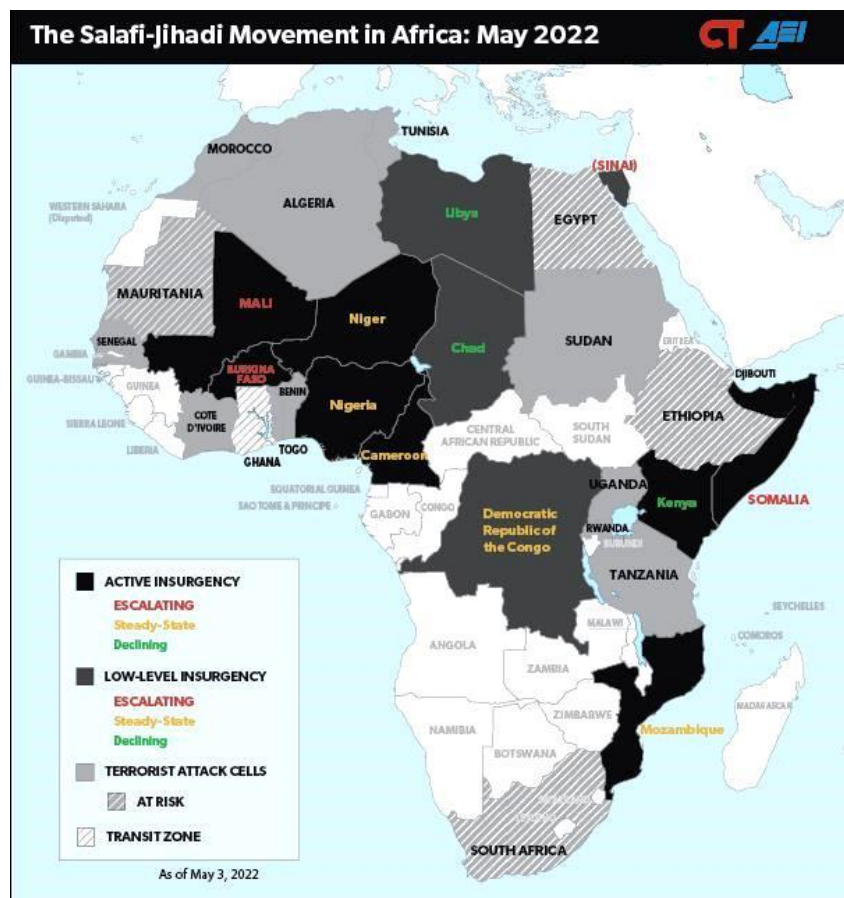 The Salafi-Jihadi Movement in Africa: May 2022
CT AEI
TUNISIA
MOROCCO
(SINAI)
ALGERIA
WESTERN SAHARA
(Disputed)
Libya
EGYPT
MAURITANIA
MALI
Niger
SENEGAL
Chad
SUDAN
ERITREA
GAMBIA
BURKINA
FASO
DJIBOUTI
GUINEA-BISSAU
GUINEA
BENIN
Nigeria
COTE
D'IVOIRE
ETHIOPIA
SIERRA LEONE
CENTRAL
AFRICAN REPUBLIC
SOUTH
SUDAN
LIBERIA
TOGO
GHANA
Cameroon
EQUATORIAL GUINEA
UGANDA
SOMALIA
SAO TOME & PRINCIPE
GABON
CONGO
Kenya
Democratic
Republic of
the Congo
RWANDA
BURUNDI
TANZANIA
SEYCHELLES
MALAWI
COMOROS
ANGOLA
ZAMBIA
MADAGASCAR
ZIMBABWE
Mozambique
NAMIBIA
BOTSWANA
SOUTH AFRICA
ACTIVE INSURGENCY
ESCALATING
Steady-State
Declining
LOW-LEVEL INSURGENCY
ESCALATING
Steady-State
Declining
TERRORIST ATTACK CELLS
AT RISK
TRANSIT ZONE
As of May 3, 2022